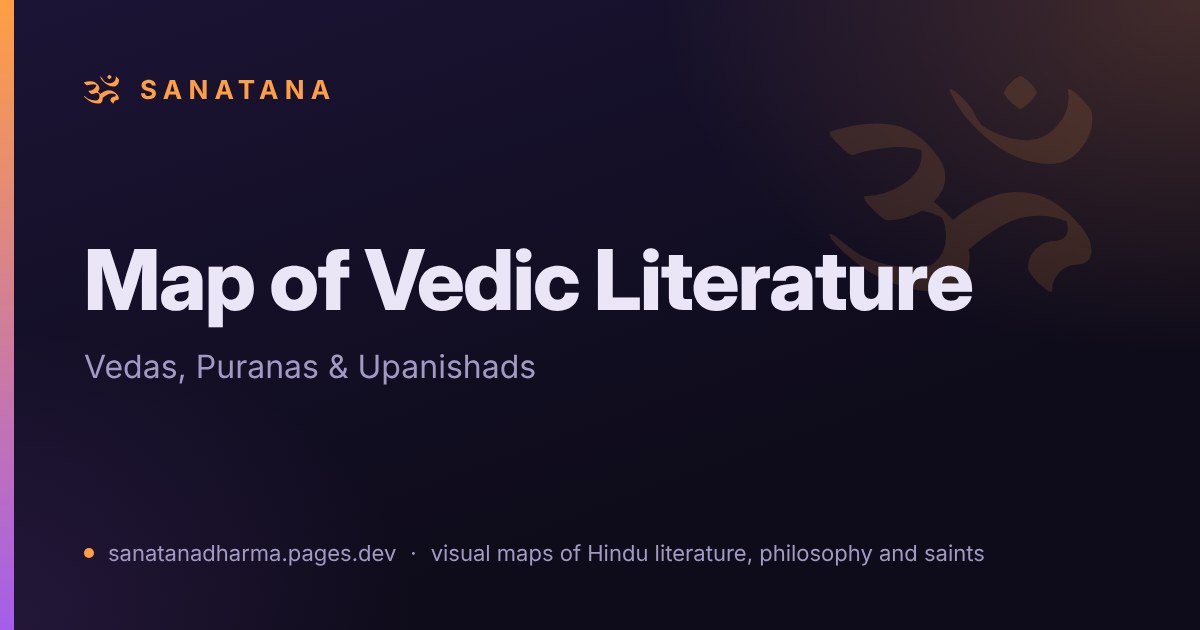 ॐ SANATANA
ॐ
Map of Vedic Literature
Vedas, Puranas & Upanishads
sanatanadharma.pages.dev · visual maps of Hindu literature, philosophy and saints